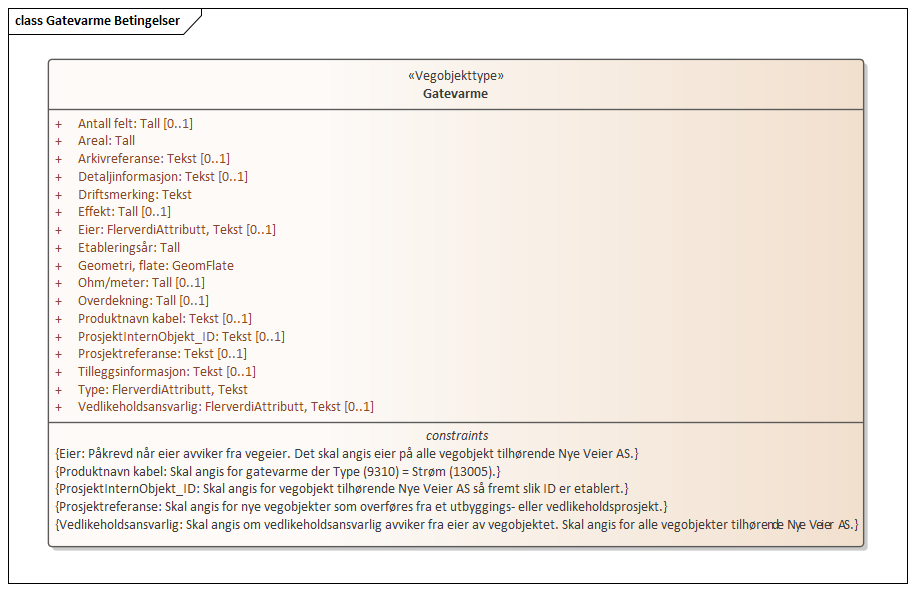 class Gatevarme Betingelser
«Vegobjekttype»
Gatevarme
+ Antall felt: Tall [0..1]
+ Areal: Tall
+ Arkivreferanse: Tekst [0..1]
+ Detaljinformasjon: Tekst [0..1]
+ Driftsmerking: Tekst
+ Effekt: Tall [0..1]
+ Eier: FlerverdiAttributt, Tekst [0..1]
+ Etableringsår: Tall
+ Geometri, flate: GeomFlate
+ Ohm/meter: Tall [0..1]
+ Overdekning: Tall [0..1]
+ Produktnavn kabel: Tekst [0..1]
+ ProsjektInternObjekt_ID: Tekst [0..1]
+ Prosjektreferanse: Tekst [0..1]
+ Tilleggsinformasjon: Tekst [0..1]
+ Type: FlerverdiAttributt, Tekst
+ Vedlikeholdsansvarlig: FlerverdiAttributt, Tekst [0..1]
constraints
{Eier: Påkrevd når eier avviker fra vegeier. Det skal angis eier på alle vegobjekt tilhørende Nye Veier AS.}
{Produktnavn kabel: Skal angis for gatevarme der Type (9310) = Strøm (13005).}
{ProsjektInternObjekt_ID: Skal angis for vegobjekt tilhørende Nye Veier AS så fremt slik ID er etablert.}
{Prosjektreferanse: Skal angis for nye vegobjekter som overføres fra et utbyggings- eller vedlikeholdsprosjekt.}
{Vedlikeholdsansvarlig: Skal angis om vedlikeholdsansvarlig avviker fra eier av vegobjektet. Skal angis for alle vegobjekter tilhørende Nye Veier AS.}